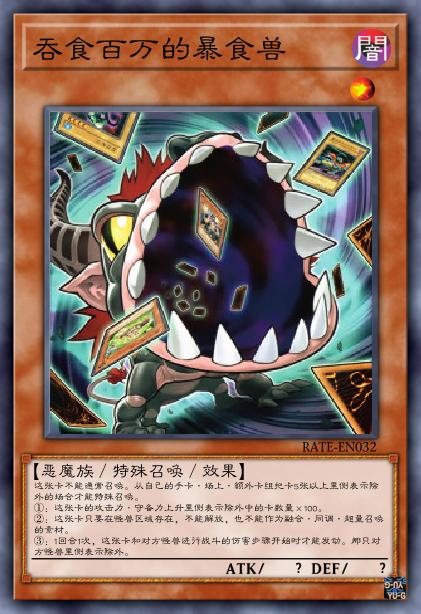 吞食百万的暴食兽
闇
RATE-EN032
【恶魔族／特殊召唤／效果】
这张卡不能通常召唤。从自己的手卡·场上·额外卡组把卡5张以上里侧表示除
外的场合才能特殊召唤。
①：这张卡的攻击力·守备力上升里侧表示除外中的卡数量×100。
②：这张卡只要在怪兽区域存在，不能解放，也不能作为融合·同调·超量召唤
的素材。
③：1回合1次，这张卡和对方怪兽进行战斗的伤害步骤开始时才能发动。那只对
方怪兽里侧表示除外。
ATK/ ? DEF/ ?